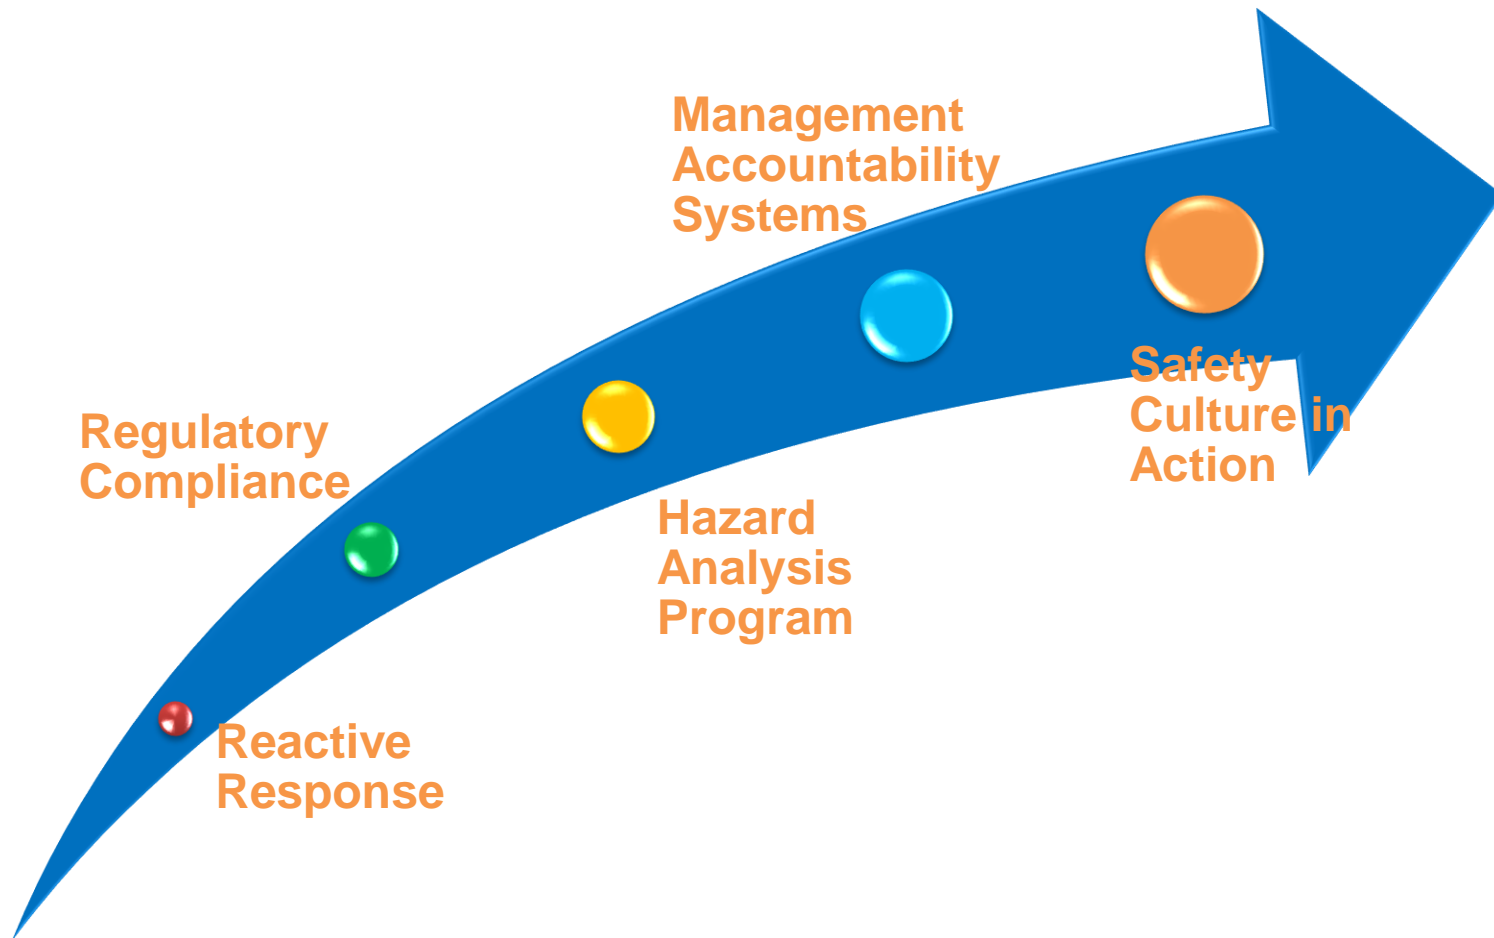 Management
Accountability
Systems
Safety
Culture in
Action
Regulatory
Compliance
Hazard
Analysis
Program
Reactive
Response